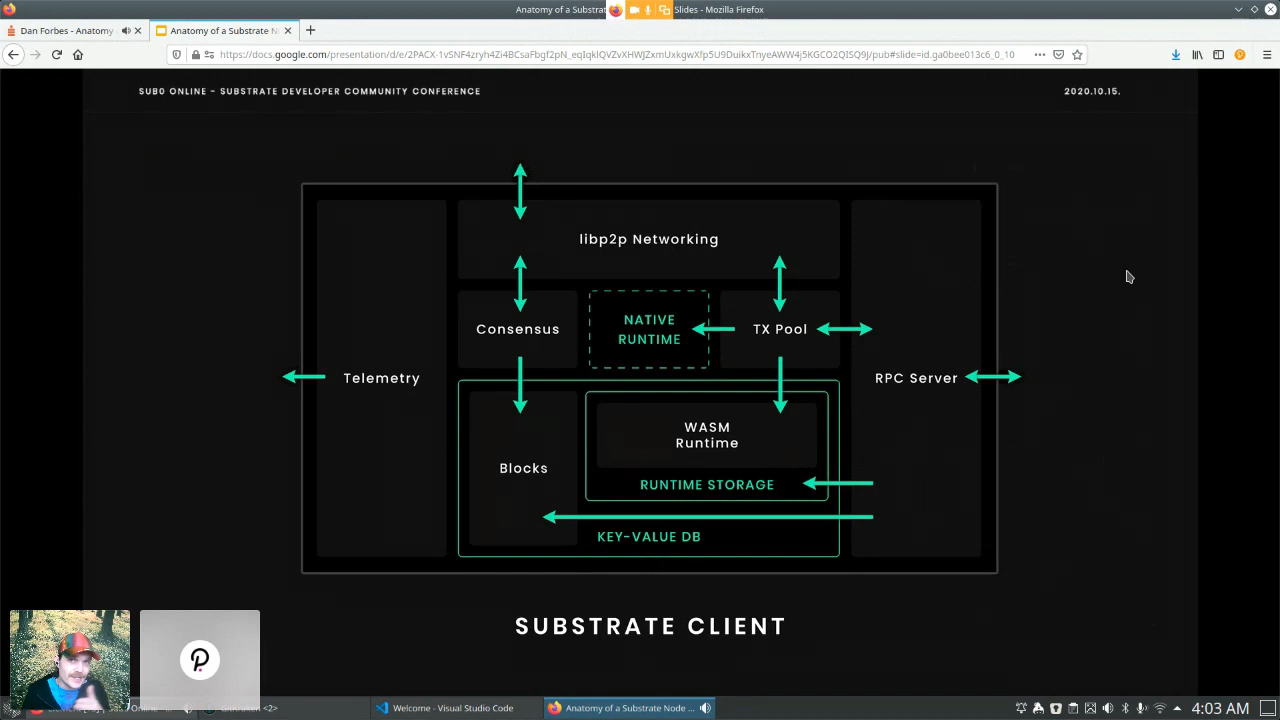 Anatomy of a Substra
Slides - Mozilla Firefox
Dan Forbes - Anatomy
Anatomy of a Substrate N
SUB0 ONLINE - SUBSTRATE DEVELOPER COMMUNITY CONFERENCE
2020.10.15.
libp2p Networking
Consensus
NATIVE
RUNTIME
TX Pool
Telemetry
RPC Server
WASM
Runtime
Blocks
RUNTIME STORAGE
KEY-VALUE DB
SUBSTRATE CLIENT
Welcome - Visual Studio Code
Anatomy of a Substrate Node ...
4:03 AM